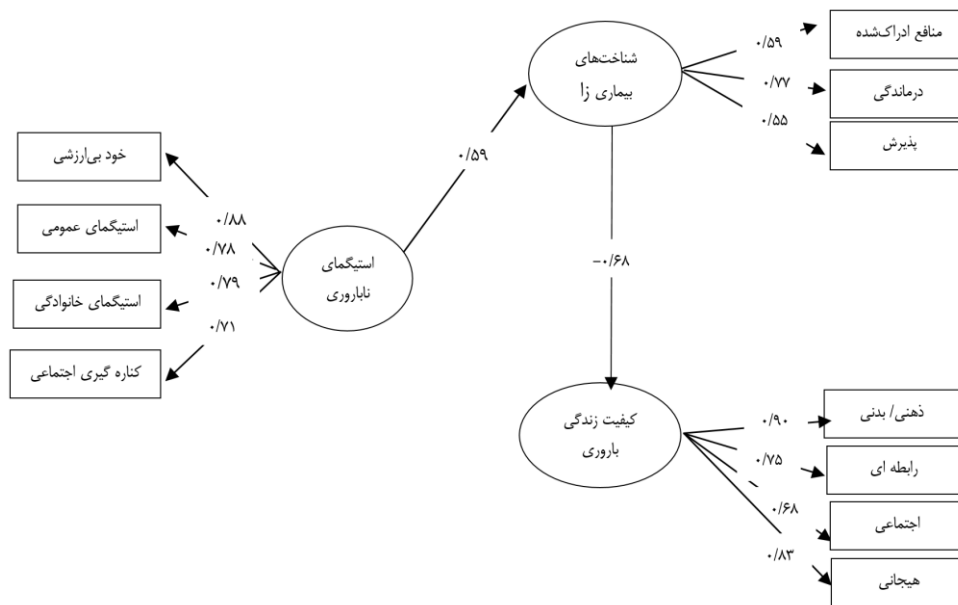 منافع ادراک‌شده
۰/۵۹
شناخت‌های
بیماری زا
۰/۷۷
درماندگی
۰/۵۵
پذیرش
۰/۵۹
خود بی‌ارزشی
۰/۸۸
استیگمای عمومی
۰/۷۸
استیگمای
ناباروری
۰/۷۹
استیگمای خانوادگی
۰/۷۱
کناره گیری اجتماعی
-۰/۶۸
کیفیت زندگی
باروری
۰/۹۰
ذهنی/ بدنی
۰/۷۵
رابطه ای
۰/۶۸
اجتماعی
۰/۸۳
هیجانی